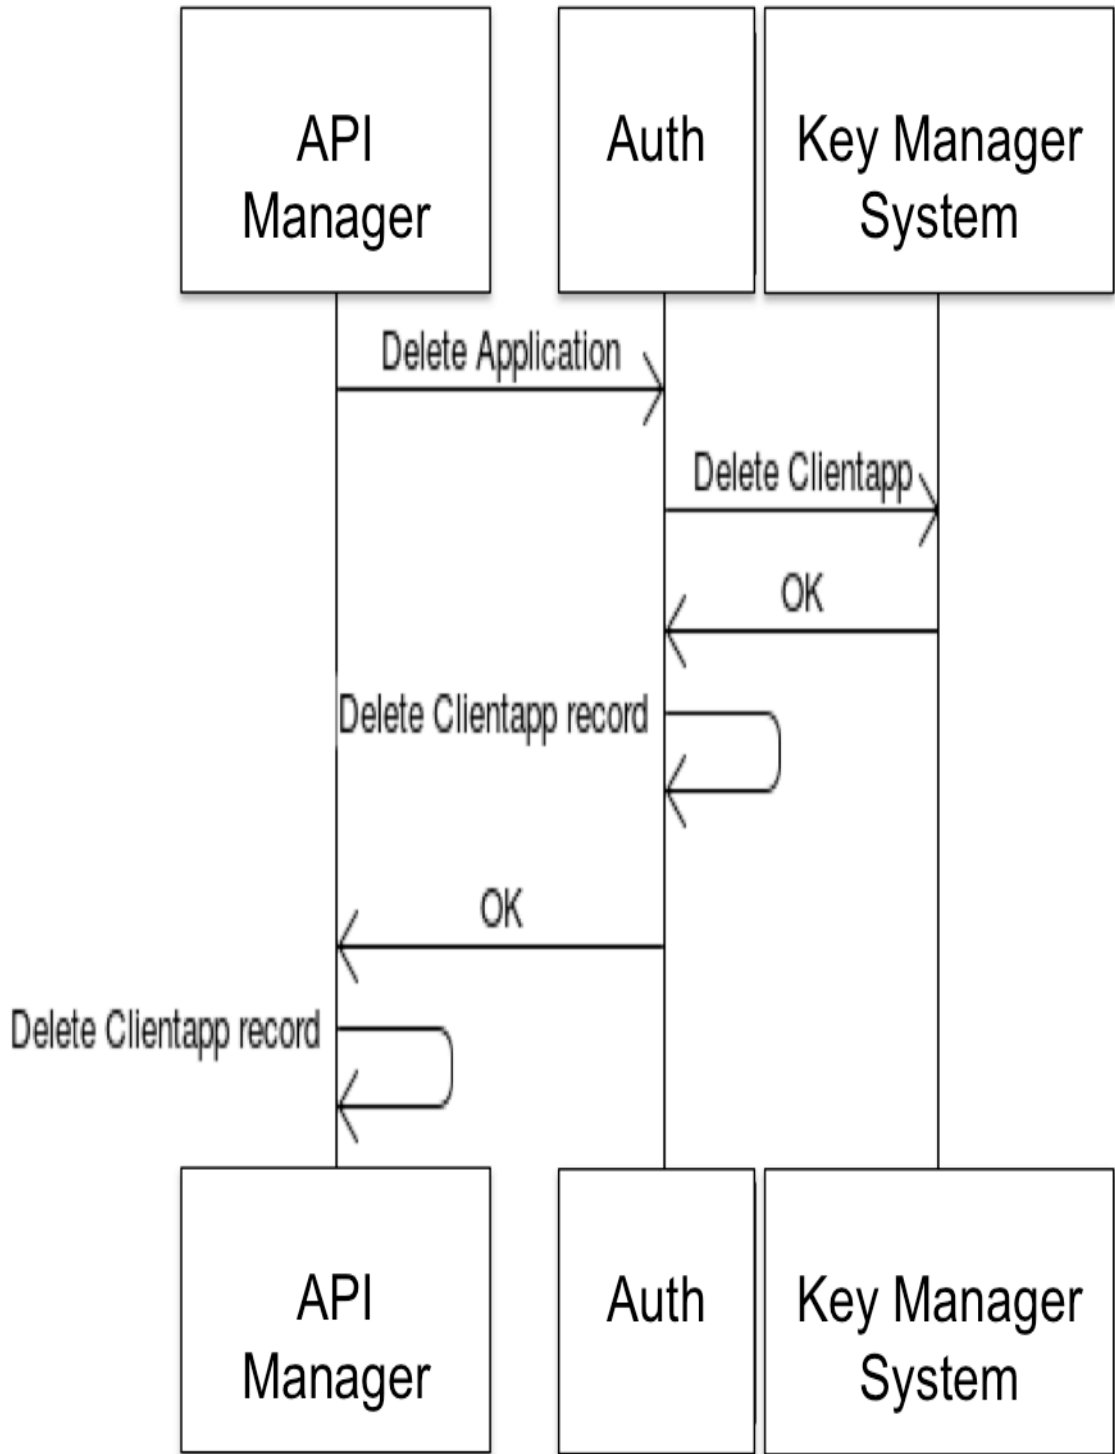 API
Manager
Auth
Key Manager
System
Delete Application
Delete Clientapp
OK
Delete Clientapp record
OK
Delete Clientapp record
API
Manager
Auth
Key Manager
System